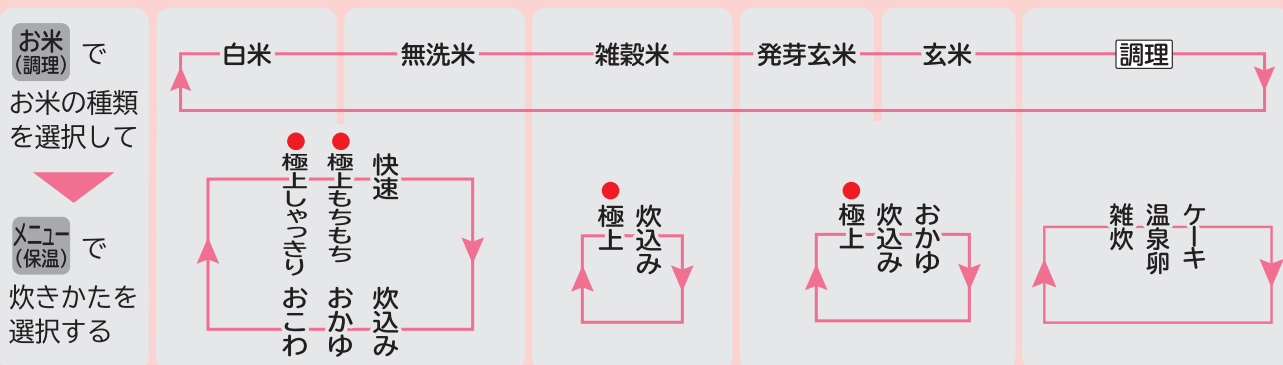 お米
(調理)
で
お米の種類
を選択して
メニュー
(保温)
で
炊きかたを
選択する
白米
無洗米
雑穀米
発芽玄米
玄米
調理
極上しゃっきり
極上もちもち
快速
おこわ
おかゆ
炊込み
極上
炊込み
極上
炊込み
おかゆ
雑炊
温泉卵
ケーキ